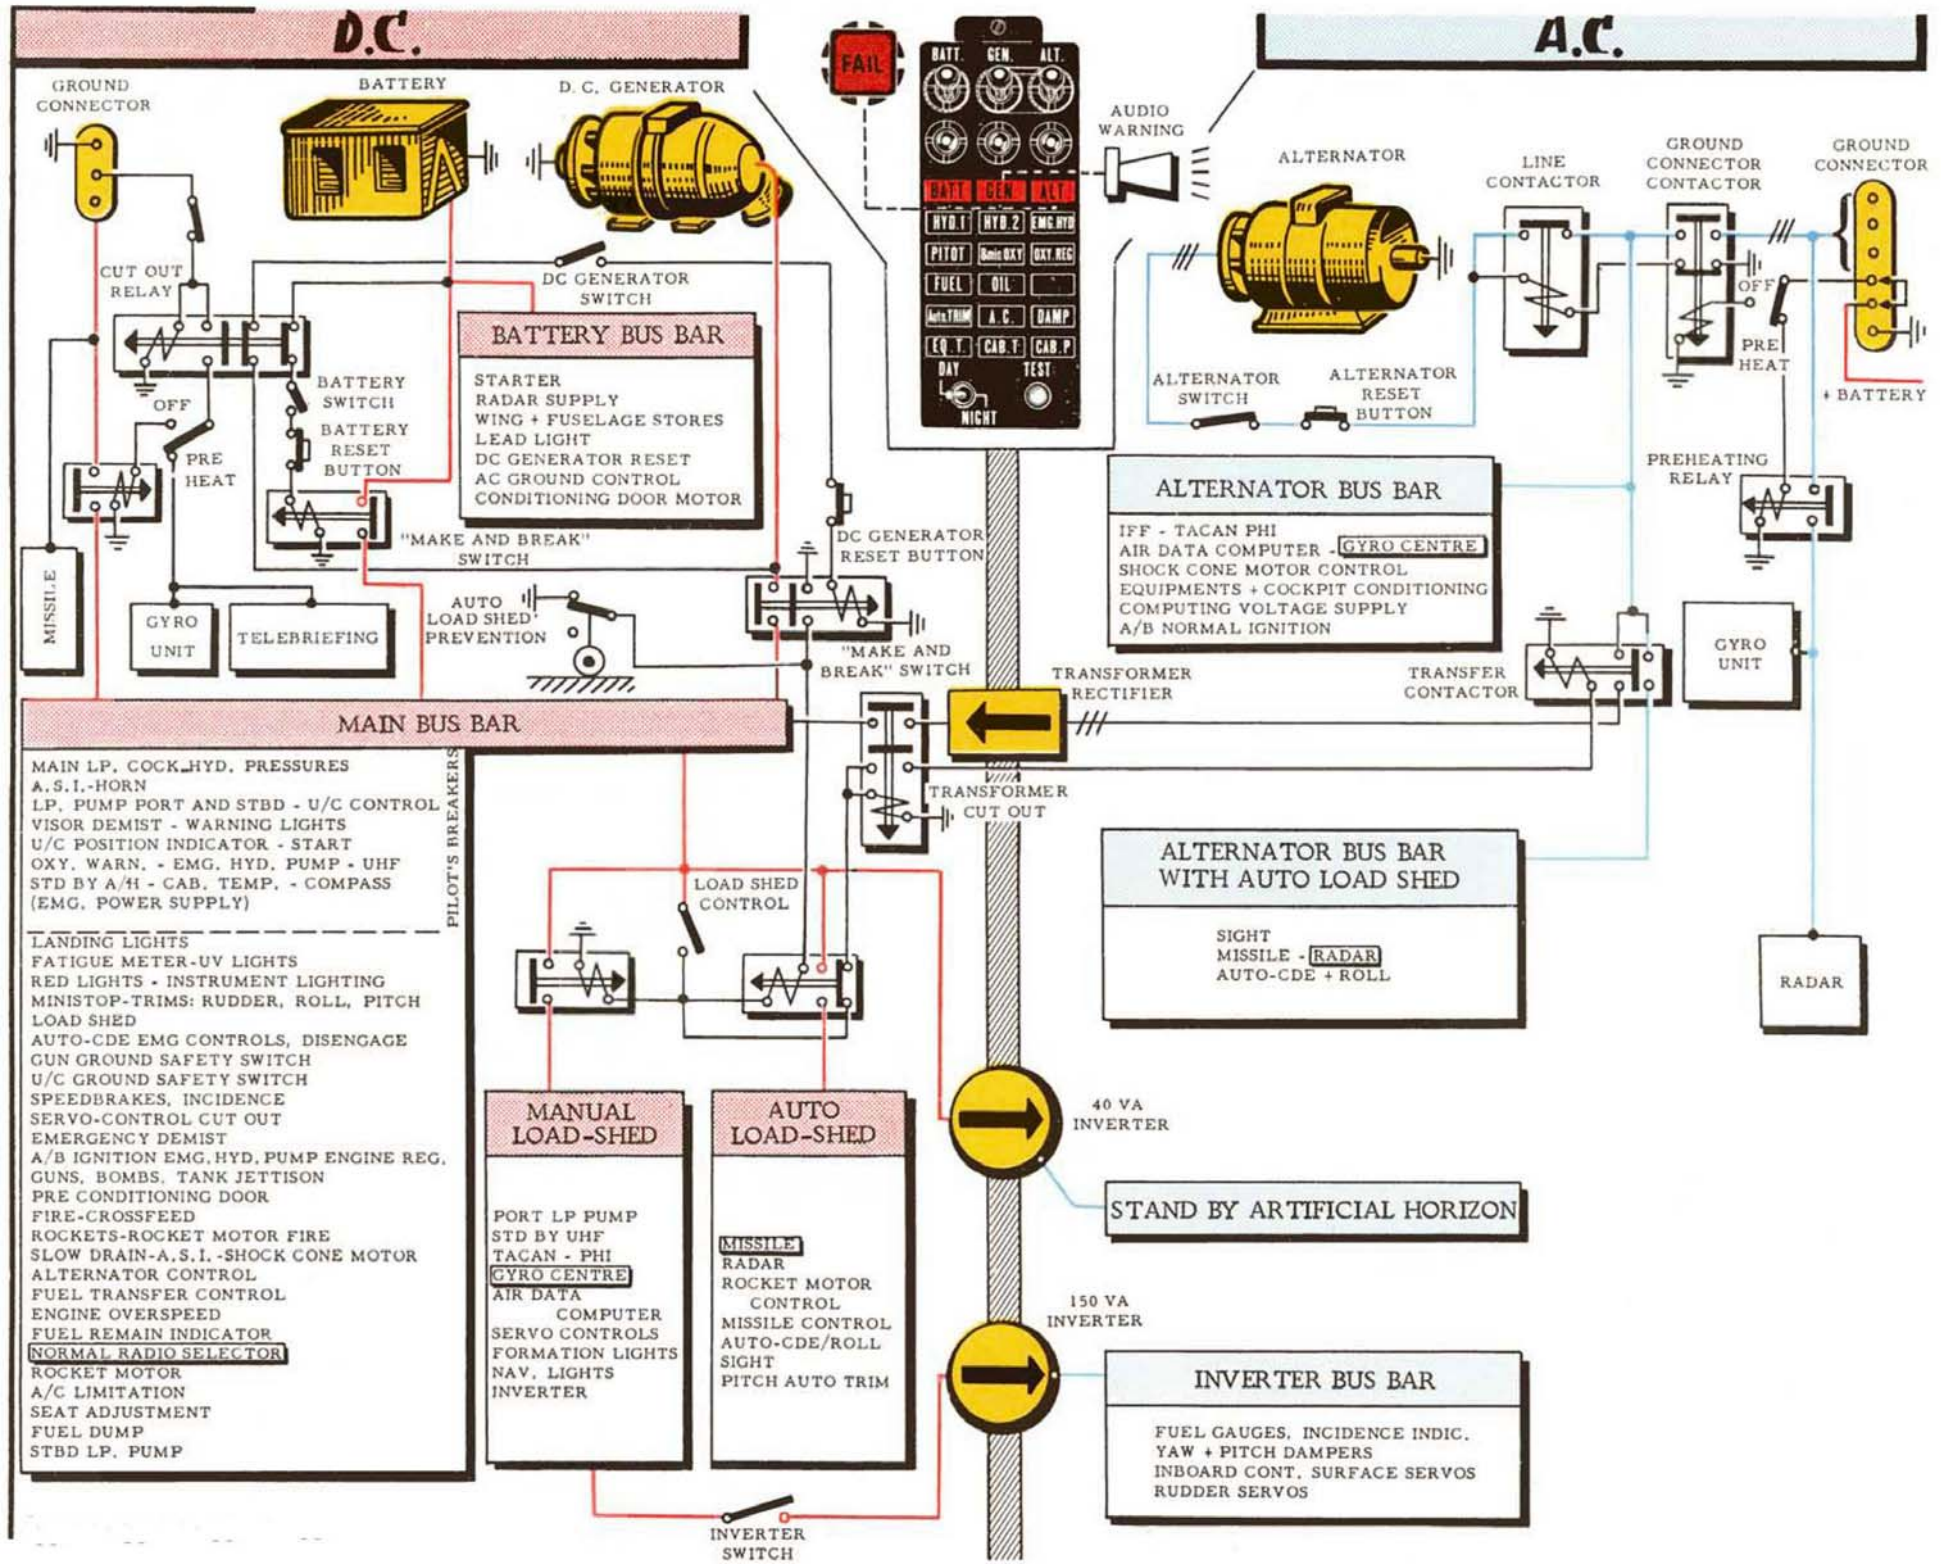 D.C.
A.C.
GROUND
CONNECTOR
BATTERY
D. C. GENERATOR
FAIL
BATT.
GEN.
ALT.
BATT
GEN.
ALT.
HYD.1
HYD.2
EMG.HYD
PITOT
8min OXY
OXY.REG
FUEL
OIL
Auto.TRIM
A.C.
DAMP
EQ.T.
CAB.T
CAB.P
DAY
TEST
NIGHT
AUDIO
WARNING
ALTERNATOR
LINE
CONTACTOR
GROUND
CONNECTOR
CONTACTOR
GROUND
CONNECTOR
CUT OUT
RELAY
DC GENERATOR
SWITCH
OFF
PRE
HEAT
+ BATTERY
ALTERNATOR
SWITCH
ALTERNATOR
RESET
BUTTON
BATTERY BUS BAR
STARTER
RADAR SUPPLY
WING + FUSELAGE STORES
LEAD LIGHT
DC GENERATOR RESET
AC GROUND CONTROL
CONDITIONING DOOR MOTOR
BATTERY
SWITCH
OFF
BATTERY
RESET
BUTTON
PRE
HEAT
"MAKE AND BREAK"
SWITCH
DC GENERATOR
RESET BUTTON
MISSILE
GYRO
UNIT
TELEBRIEFING
AUTO
LOAD SHED
PREVENTION
"MAKE AND
BREAK" SWITCH
ALTERNATOR BUS BAR
IFF - TACAN PHI
AIR DATA COMPUTER - GYRO CENTRE
SHOCK CONE MOTOR CONTROL
EQUIPMENTS + COCKPIT CONDITIONING
COMPUTING VOLTAGE SUPPLY
A/B NORMAL IGNITION
PREHEATING
RELAY
TRANSFORMER
RECTIFIER
TRANSFER
CONTACTOR
GYRO
UNIT
MAIN BUS BAR
TRANSFORMER
CUT OUT
PILOT'S BREAKERS
MAIN LP. COCK-HYD. PRESSURES
A.S.I.-HORN
LP. PUMP PORT AND STBD - U/C CONTROL
VISOR DEMIST - WARNING LIGHTS
U/C POSITION INDICATOR - START
OXY. WARN. - EMG. HYD. PUMP - UHF
STD BY A/H - CAB. TEMP. - COMPASS
(EMG. POWER SUPPLY)
LANDING LIGHTS
FATIGUE METER-UV LIGHTS
RED LIGHTS - INSTRUMENT LIGHTING
MINISTOP-TRIMS: RUDDER, ROLL, PITCH
LOAD SHED
AUTO-CDE EMG CONTROLS, DISENGAGE
GUN GROUND SAFETY SWITCH
U/C GROUND SAFETY SWITCH
SPEEDBRAKES, INCIDENCE
SERVO-CONTROL CUT OUT
EMERGENCY DEMIST
A/B IGNITION EMG. HYD. PUMP ENGINE REG.
GUNS, BOMBS, TANK JETTISON
PRE CONDITIONING DOOR
FIRE-CROSSFEED
ROCKETS-ROCKET MOTOR FIRE
SLOW DRAIN-A.S.I.-SHOCK CONE MOTOR
ALTERNATOR CONTROL
FUEL TRANSFER CONTROL
ENGINE OVERSPEED
FUEL REMAIN INDICATOR
NORMAL RADIO SELECTOR
ROCKET MOTOR
A/C LIMITATION
SEAT ADJUSTMENT
FUEL DUMP
STBD LP. PUMP
LOAD SHED
CONTROL
ALTERNATOR BUS BAR
WITH AUTO LOAD SHED
SIGHT
MISSILE - RADAR
AUTO-CDE + ROLL
RADAR
MANUAL
LOAD-SHED
PORT LP PUMP
STD BY UHF
TACAN - PHI
GYRO CENTRE
AIR DATA
COMPUTER
SERVO CONTROLS
FORMATION LIGHTS
NAV. LIGHTS
INVERTER
AUTO
LOAD-SHED
MISSILE
RADAR
ROCKET MOTOR
CONTROL
MISSILE CONTROL
AUTO-CDE/ROLL
SIGHT
PITCH AUTO TRIM
40 VA
INVERTER
STAND BY ARTIFICIAL HORIZON
150 VA
INVERTER
INVERTER BUS BAR
FUEL GAUGES, INCIDENCE INDIC.
YAW + PITCH DAMPERS
INBOARD CONT. SURFACE SERVOS
RUDDER SERVOS
INVERTER
SWITCH